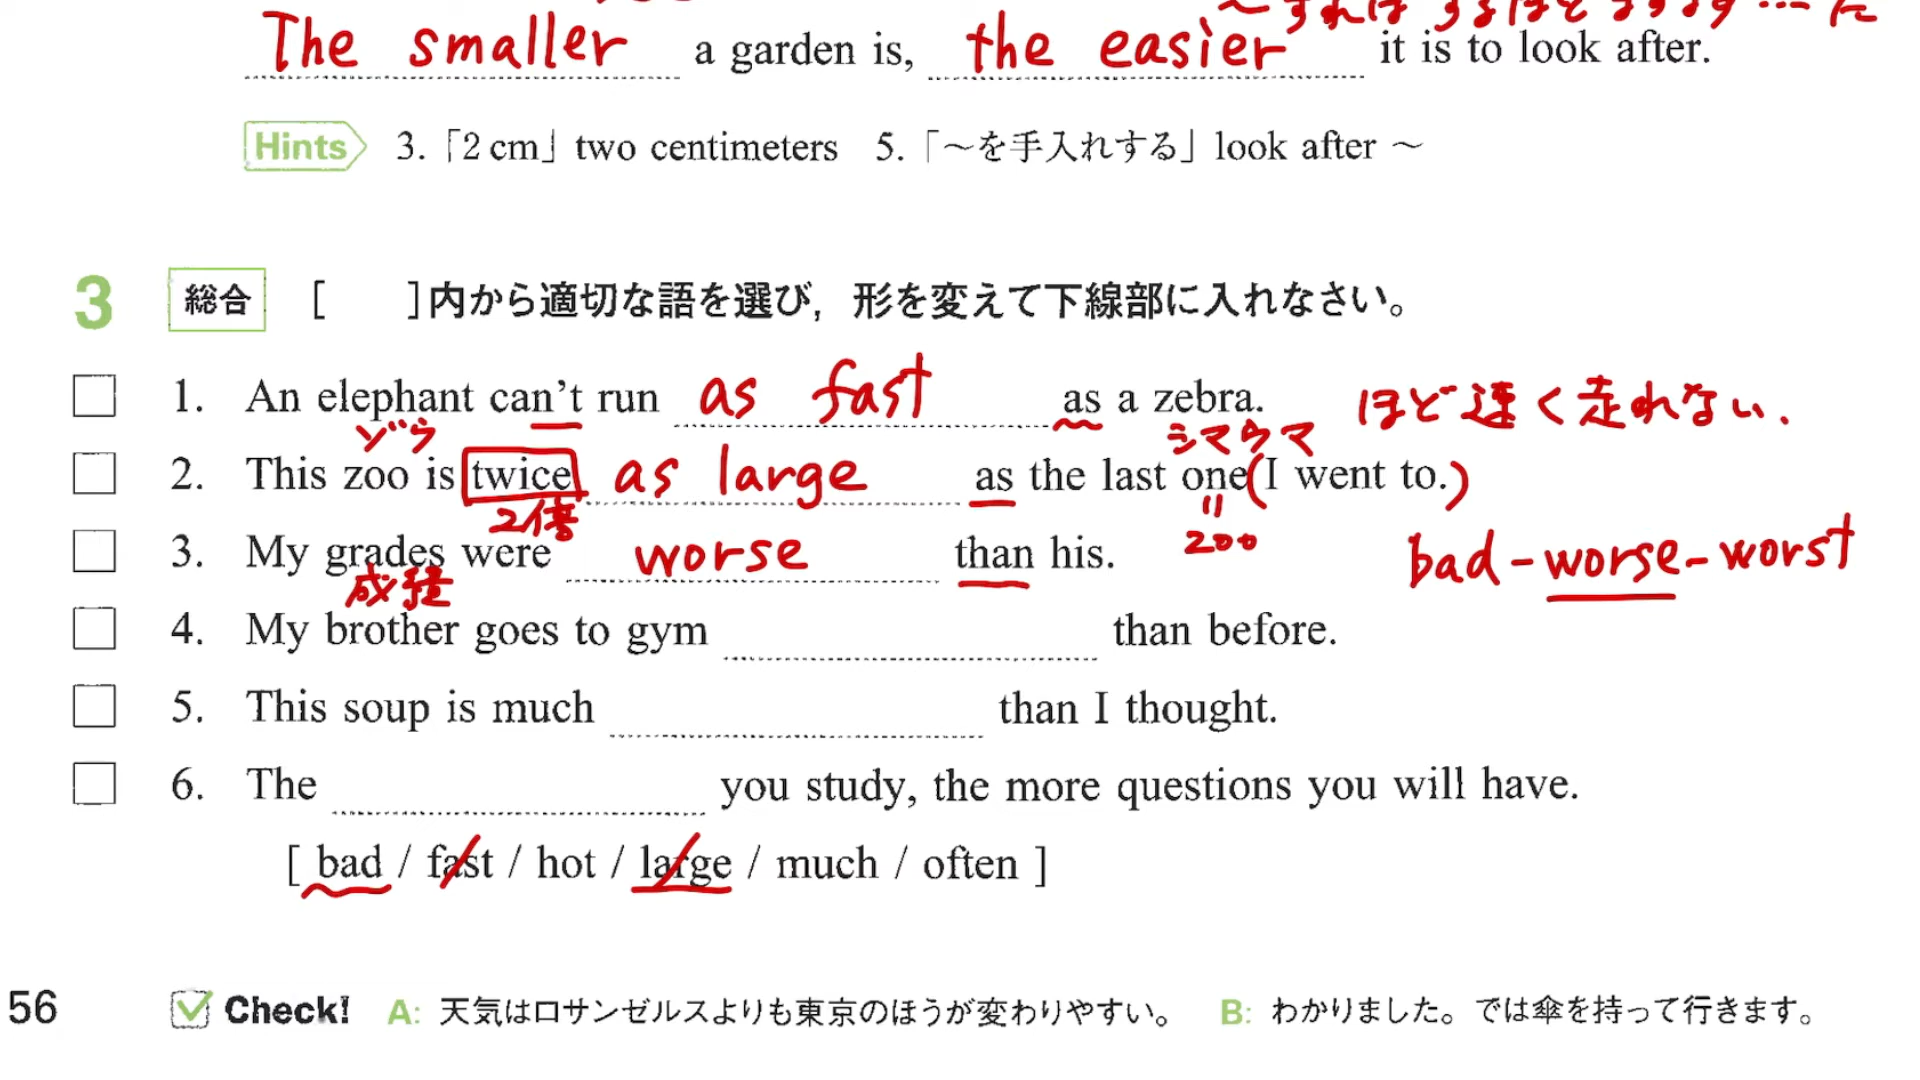 The smaller a garden is, the easier it is to look after.
Hints 3.「2 cm」two centimeters 5.「～を手入れする」look after ～
3 総合 [ ]内から適切な語を選び，形を変えて下線部に入れなさい。
1. An elephant can't run as fast as a zebra. ほど速く走れない.
ゾウ シマウマ
2. This zoo is twice as large as the last one (I went to.)
2倍 =
3. My grades were worse than his. zoo bad-worse-worst
成績
4. My brother goes to gym than before.
5. This soup is much than I thought.
6. The you study, the more questions you will have.
[ bad / fast / hot / large / much / often ]
56 Check! A: 天気はロサンゼルスよりも東京のほうが変わりやすい。 B: わかりました。では傘を持って行きます。